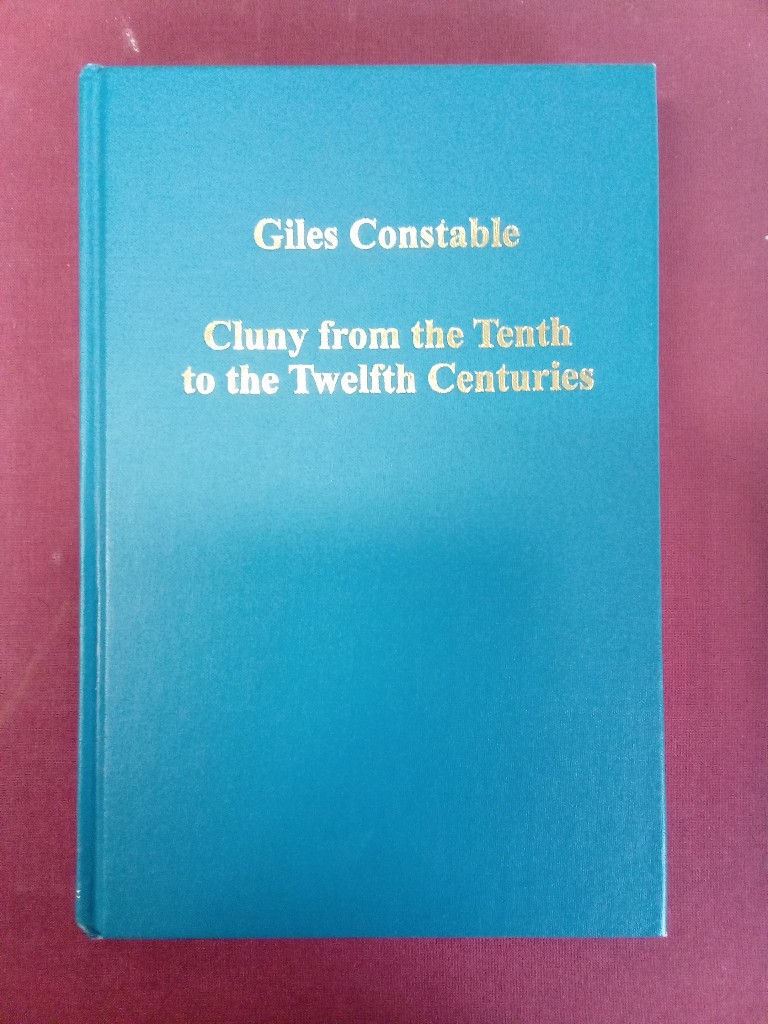 Giles Constable
Cluny from the Tenth
to the Twelfth Centuries